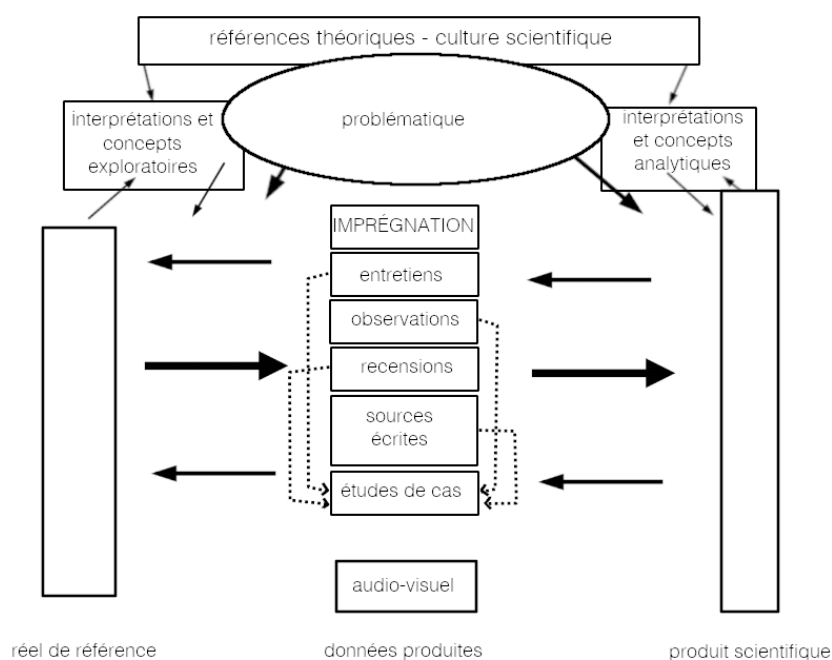 références théoriques - culture scientifique
interprétations et
concepts
exploratoires
problématique
interprétations
et concepts
analytiques
IMPRÉGNATION
entretiens
observations
recensions
sources
écrites
études de cas
audio-visuel
réel de référence
données produites
produit scientifique